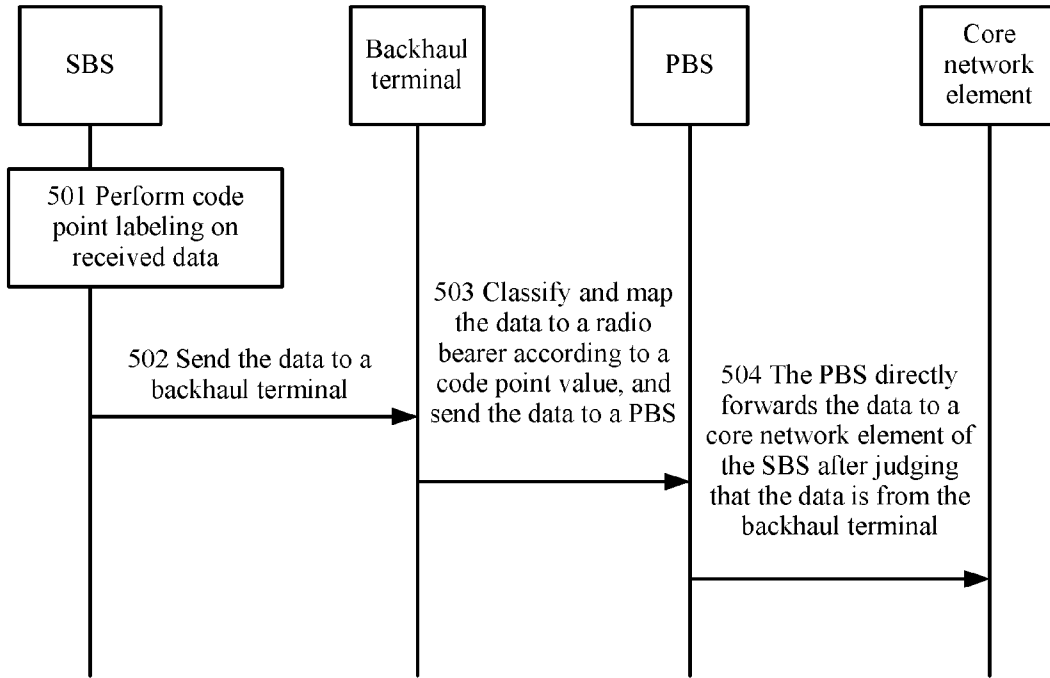 SBS
Backhaul
terminal
PBS
Core
network
element
501 Perform code
point labeling on
received data
502 Send the data to a
backhaul terminal
503 Classify and map
the data to a radio
bearer according to a
code point value, and
send the data to a PBS
504 The PBS directly
forwards the data to a
core network element of
the SBS after judging
that the data is from the
backhaul terminal